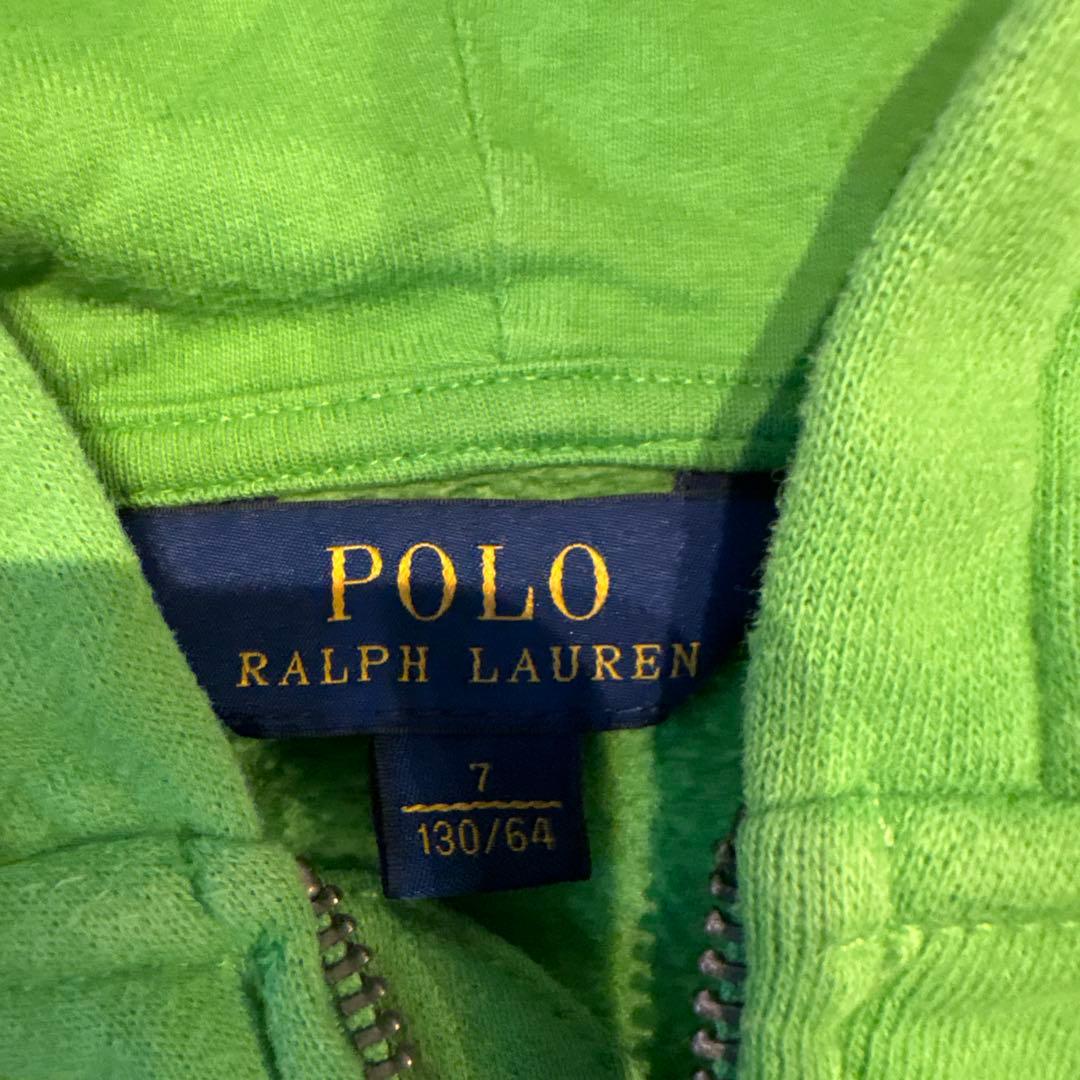 POLO
RALPH LAUREN
7
130/64